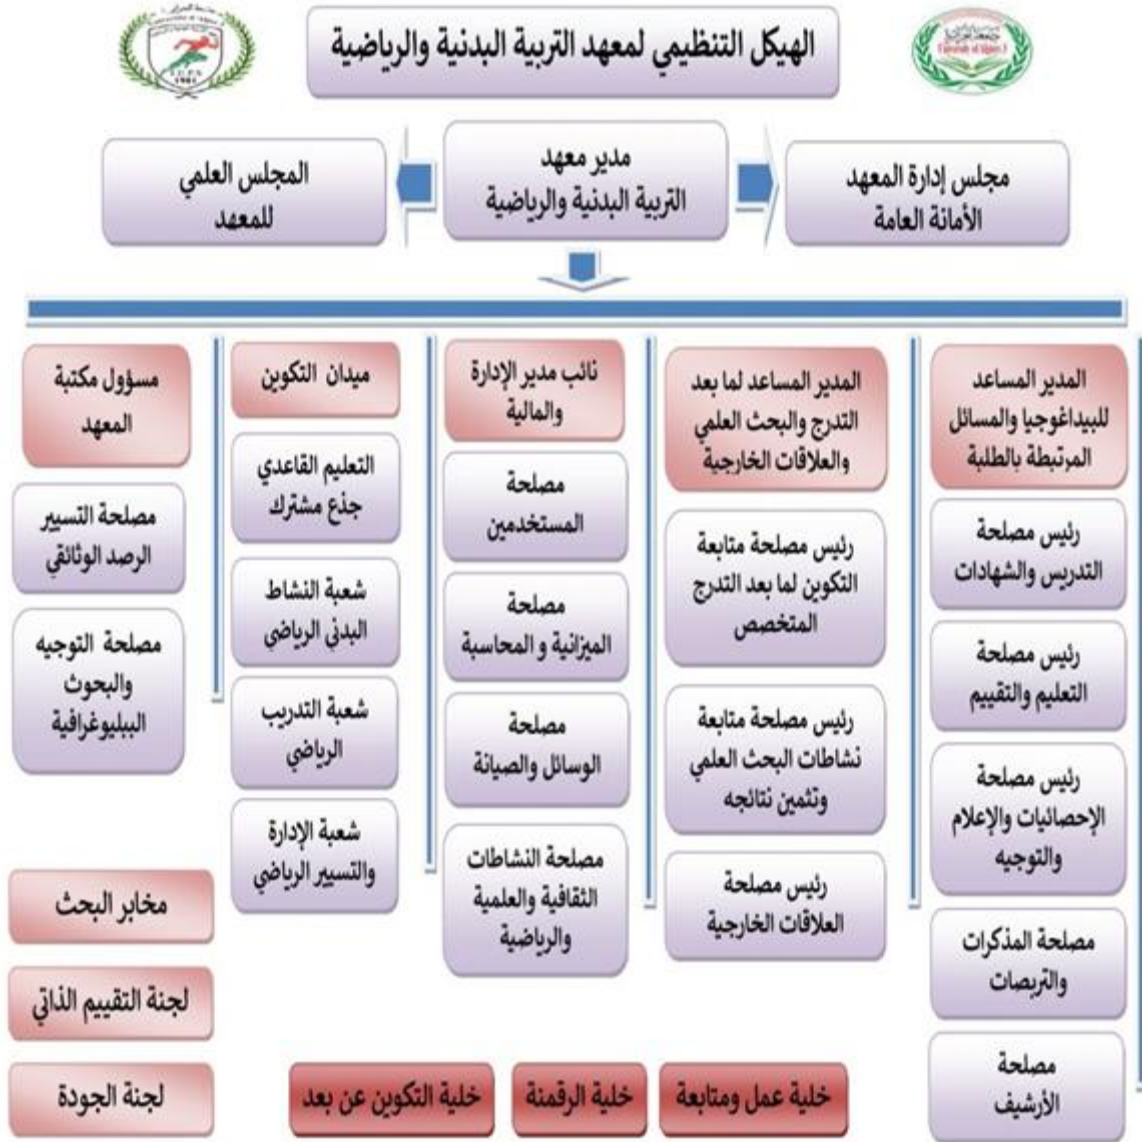 الهيكل التنظيمي لمعهد التربية البدنية والرياضية
مجلس إدارة المعهد
الأمانة العامة
مدير معهد
التربية البدنية والرياضية
المجلس العلمي
للمعهد
المدير المساعد
للبيداغوجيا والمسائل
المرتبطة بالطلبة
رئيس مصلحة
التدريس والشهادات
رئيس مصلحة
التعليم والتقييم
رئيس مصلحة
الإحصائيات والإعلام
والتوجيه
مصلحة المذكرات
والتربصات
مصلحة
الأرشيف
المدير المساعد لما بعد
التدرج والبحث العلمي
والعلاقات الخارجية
رئيس مصلحة متابعة
التكوين لما بعد التدرج
المتخصص
رئيس مصلحة متابعة
نشاطات البحث العلمي
وتثمين نتائجه
رئيس مصلحة
العلاقات الخارجية
نائب مدير الإدارة
والمالية
مصلحة
المستخدمين
مصلحة
الميزانية و المحاسبة
مصلحة
الوسائل والصيانة
مصلحة النشاطات
الثقافية والعلمية
والرياضية
ميدان التكوين
التعليم القاعدي
جذع مشترك
شعبة النشاط
البدني الرياضي
شعبة التدريب
الرياضي
شعبة الإدارة
والتسيير الرياضي
مسؤول مكتبة
المعهد
مصلحة التسيير
الرصد الوثائقي
مصلحة التوجيه
والبحوث
الببليوغرافية
مخابر البحث
لجنة التقييم الذاتي
لجنة الجودة
خلية عمل ومتابعة
خلية الرقمنة
خلية التكوين عن بعد